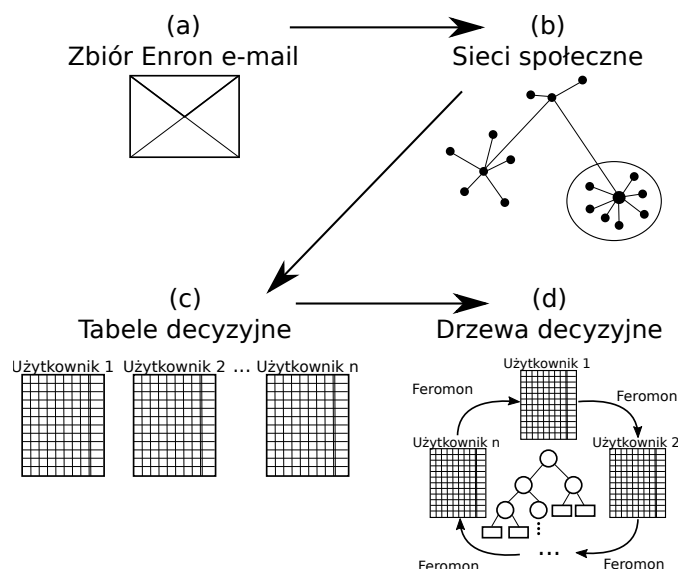 (a)
Zbiór Enron e-mail
(b)
Sieci społeczne
(c)
Tabele decyzyjne
Użytkownik 1 Użytkownik 2 ... Użytkownik n
(d)
Drzewa decyzyjne
Użytkownik 1
Feromon
Feromon
Użytkownik n
Użytkownik 2
...
Feromon
Feromon